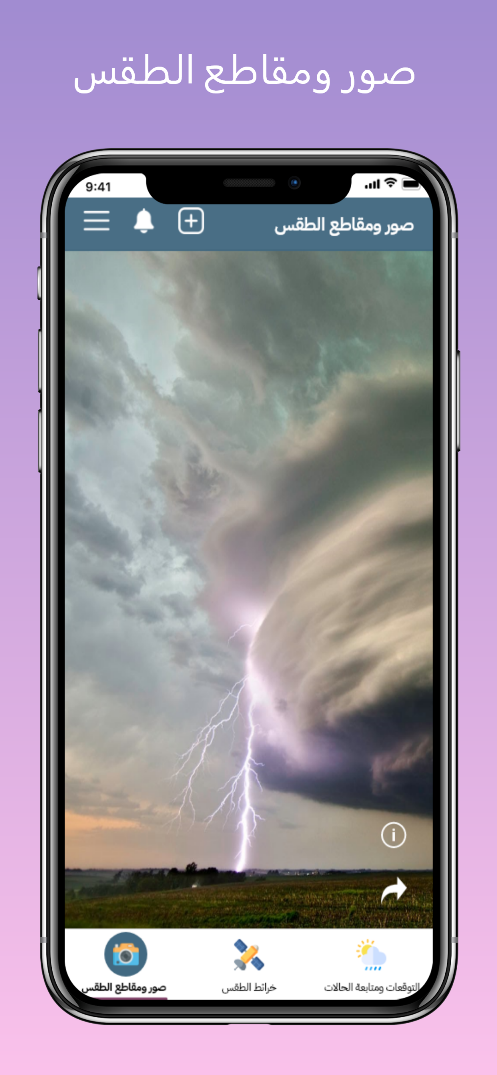 صور ومقاطع الطقس
9:41
صور ومقاطع الطقس
التوقعات ومتابعة الحالات
خرائط الطقس
صور ومقاطع الطقس